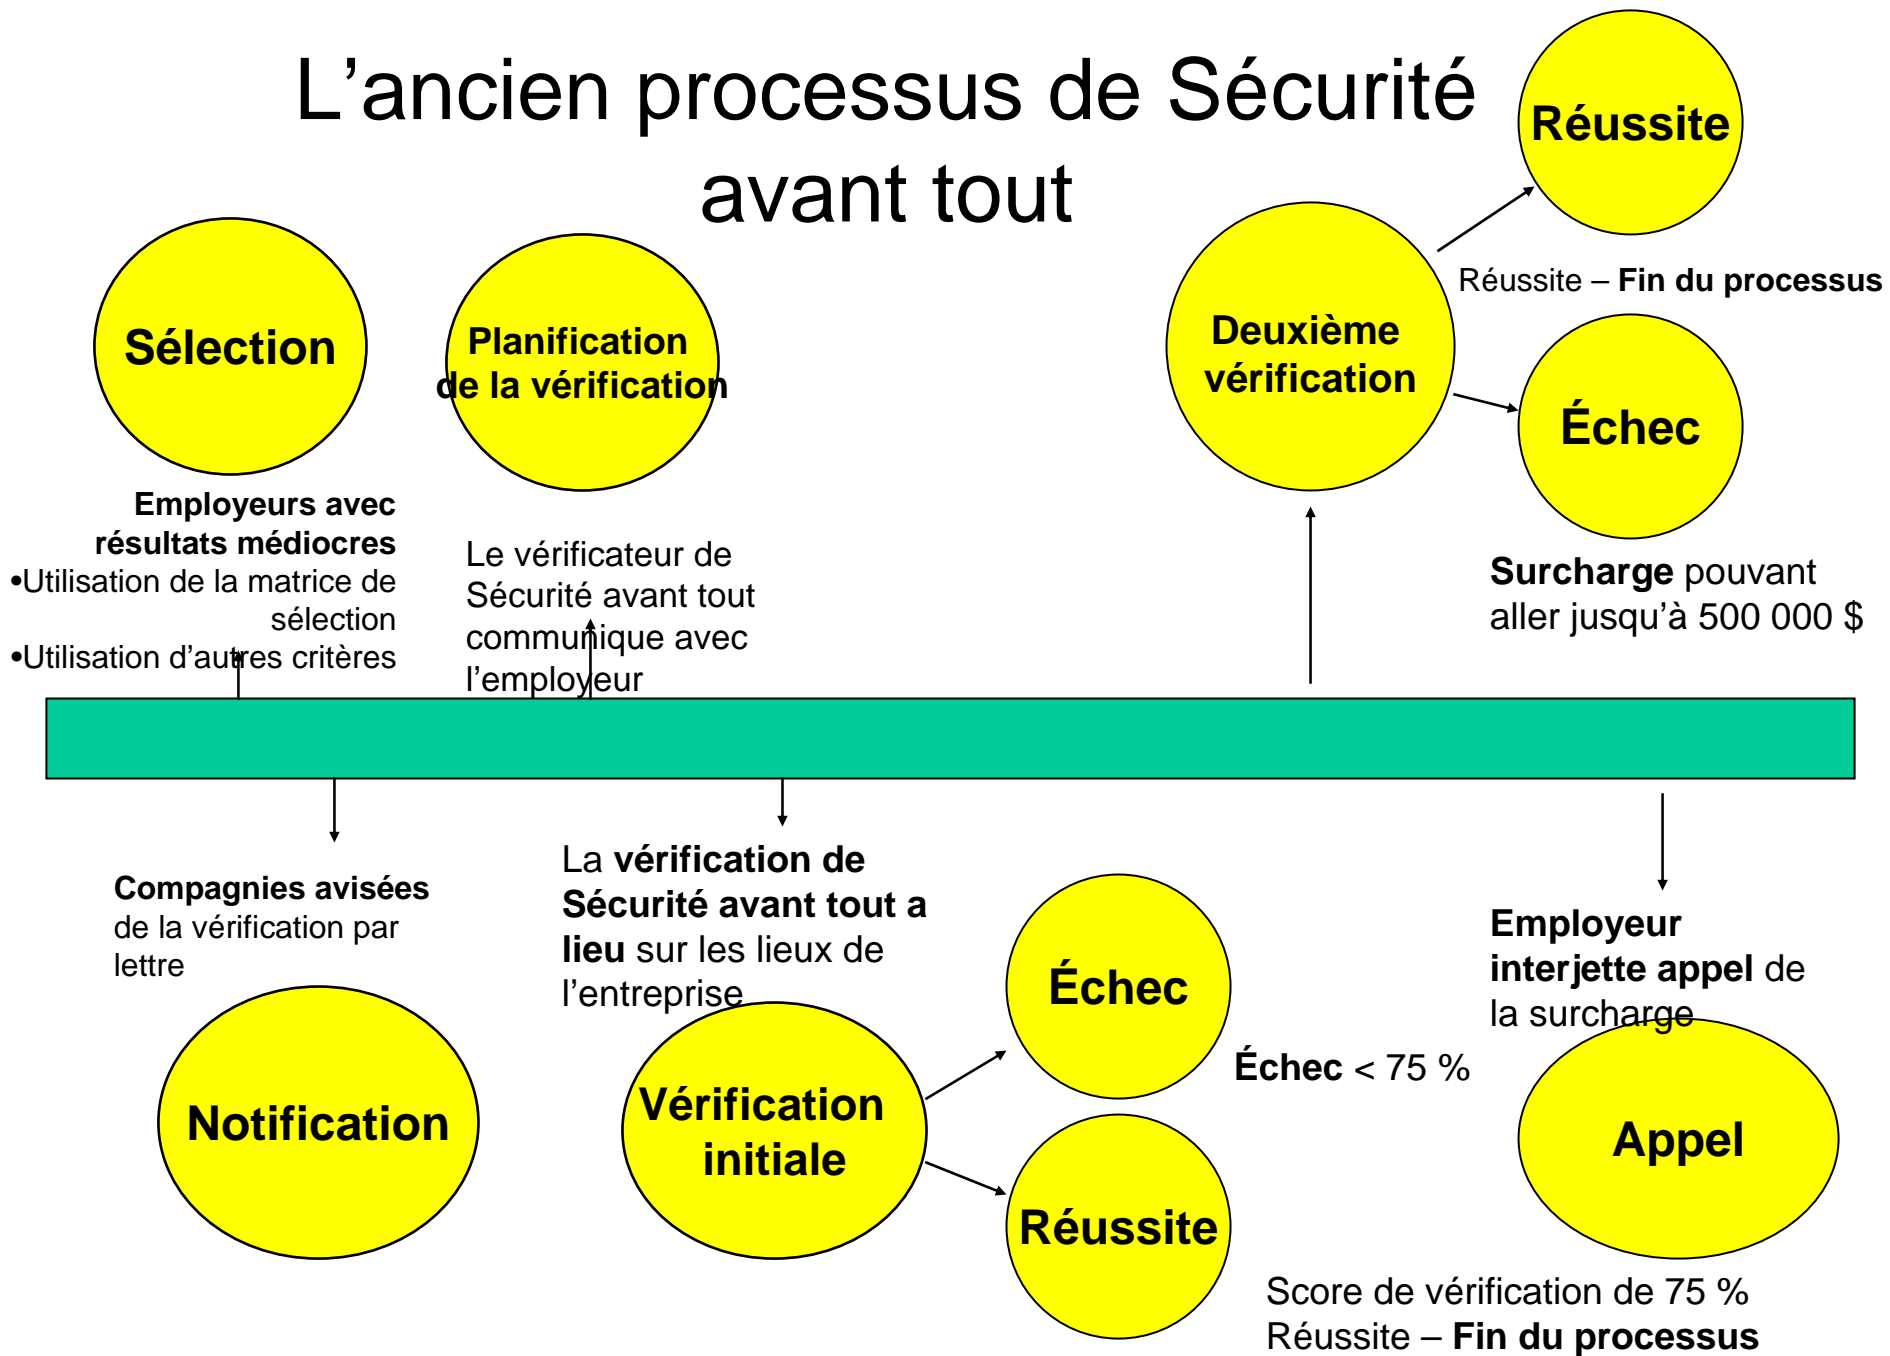 L’ancien processus de Sécurité
avant tout
Sélection
Employeurs avec
résultats médiocres
•Utilisation de la matrice de
sélection
•Utilisation d’autres critères
Planification
de la vérification
Le vérificateur de
Sécurité avant tout
communique avec
l’employeur
Deuxième
vérification
Réussite
Réussite – Fin du processus
Échec
Surcharge pouvant
aller jusqu’à 500 000 $
Compagnies avisées
de la vérification par
lettre
Notification
La vérification de
Sécurité avant tout a
lieu sur les lieux de
l’entreprise
Vérification
initiale
Échec
Échec < 75 %
Réussite
Score de vérification de 75 %
Réussite – Fin du processus
Employeur
interjette appel de
la surcharge
Appel